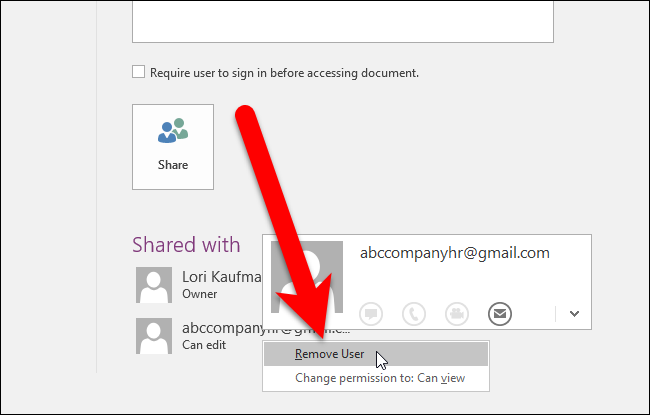 Require user to sign in before accessing document.
Share
Shared with
abccompanyhr@gmail.com
Lori Kaufma
Owner
abccompanyhr@gmail.c...
Can edit
Remove User
Change permission to: Can view